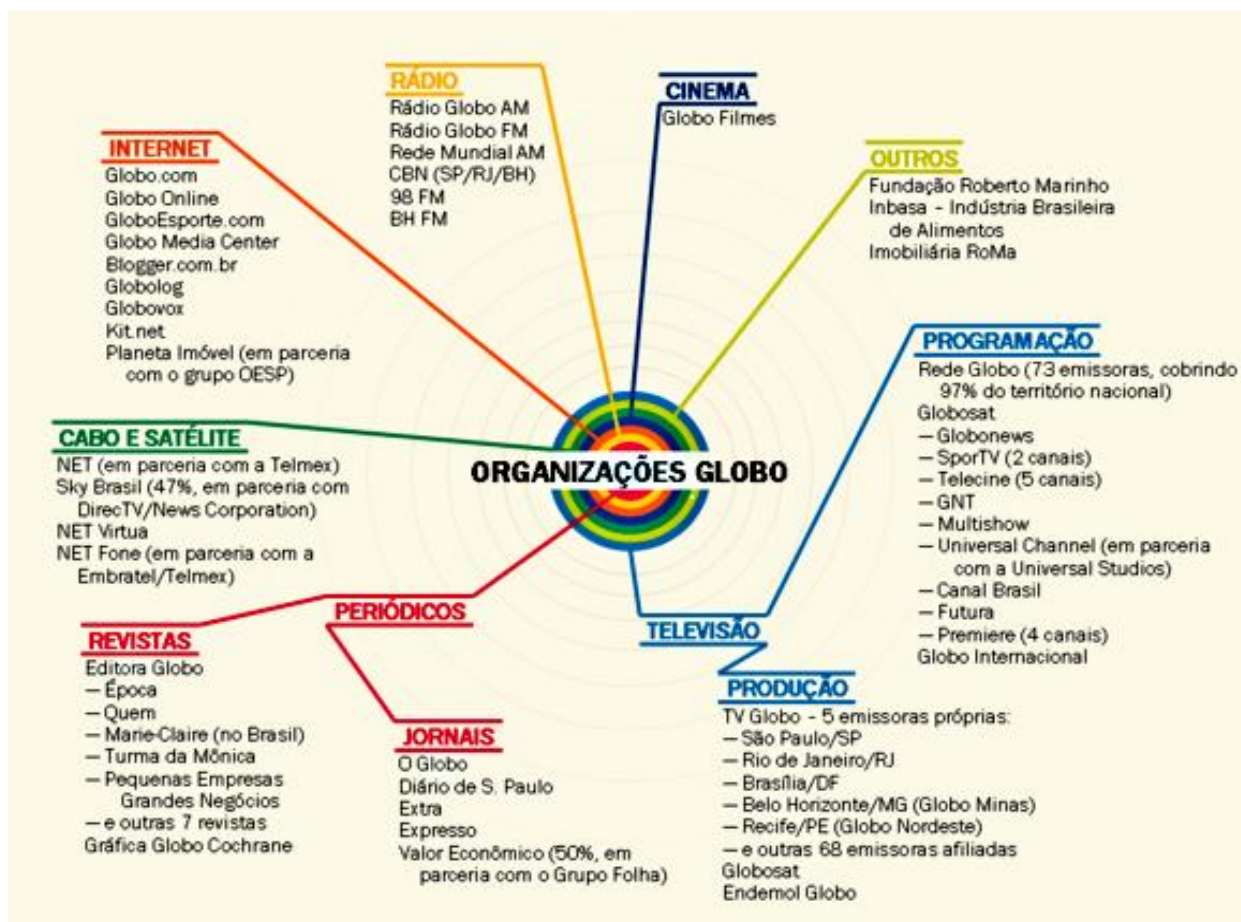 RÁDIO
Rádio Globo AM
Rádio Globo FM
Rede Mundial AM
CBN (SP/RJ/BH)
98 FM
BH FM
CINEMA
Globo Filmes
INTERNET
Globo.com
Globo Online
GloboEsporte.com
Globo Media Center
Blogger.com.br
Globolog
Globovox
Kit.net
Planeta Imóvel (em parceria
com o grupo OESP)
OUTROS
Fundação Roberto Marinho
Inbasa - Indústria Brasileira
de Alimentos
Imobiliária RoMa
PROGRAMAÇÃO
Rede Globo (73 emissoras, cobrindo
97% do território nacional)
Globosat
— Globonews
— SporTV (2 canais)
— Telecine (5 canais)
— GNT
— Multishow
— Universal Channel (em parceria
com a Universal Studios)
— Canal Brasil
— Futura
— Premiere (4 canais)
Globo Internacional
CABO E SATÉLITE
NET (em parceria com a Telmex)
Sky Brasil (47%, em parceria com
DirecTV/News Corporation)
NET Virtua
NET Fone (em parceria com a
Embratel/Telmex)
ORGANIZAÇÕES GLOBO
PERIÓDICOS
REVISTAS
Editora Globo
— Época
— Quem
— Marie-Claire (no Brasil)
— Turma da Mônica
— Pequenas Empresas
Grandes Negócios
— e outras 7 revistas
Gráfica Globo Cochrane
JORNAIS
O Globo
Diário de S. Paulo
Extra
Expresso
Valor Econômico (50%, em
parceria com o Grupo Folha)
TELEVISÃO
PRODUÇÃO
TV Globo - 5 emissoras próprias:
— São Paulo/SP
— Rio de Janeiro/RJ
— Brasília/DF
— Belo Horizonte/MG (Globo Minas)
— Recife/PE (Globo Nordeste)
— e outras 68 emissoras afiliadas
Globosat
Endemol Globo